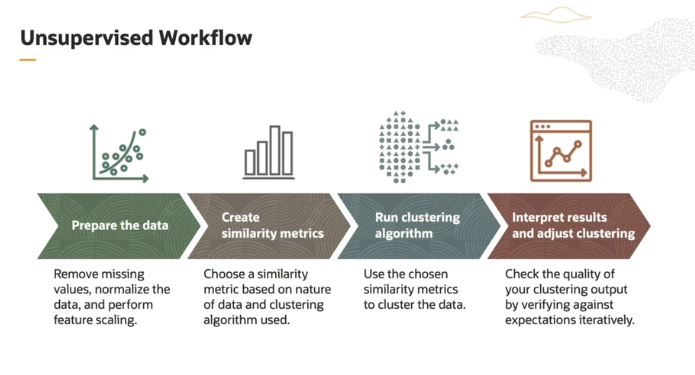 Unsupervised Workflow
Prepare the data
Create
similarity metrics
Run clustering
algorithm
Interpret results
and adjust clustering
Remove missing
values, normalize the
data, and perform
feature scaling.
Choose a similarity
metric based on nature
of data and clustering
algorithm used.
Use the chosen
similarity metrics
to cluster the data.
Check the quality of
your clustering output
by verifying against
expectations iteratively.